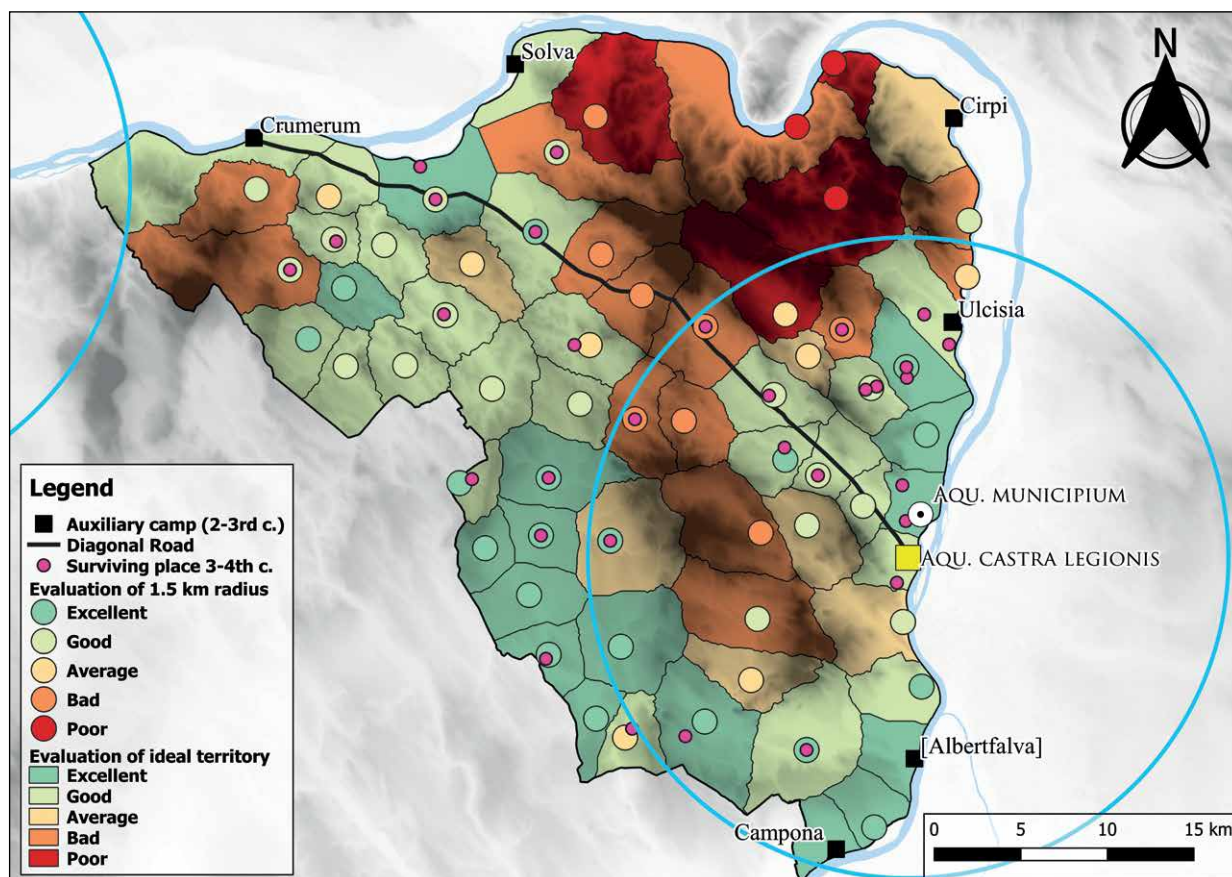 Solva
N
Cirpi
Crumerum
Ulcisia
Legend
Auxiliary camp (2-3rd c.)
Diagonal Road
Surviving place 3-4th c.
Evaluation of 1.5 km radius
Excellent
Good
Average
Bad
Poor
Evaluation of ideal territory
Excellent
Good
Average
Bad
Poor
AQU. MUNICIPIUM
AQU. CASTRA LEGIONIS
[Albertfalva]
Campona
0 5 10 15 km